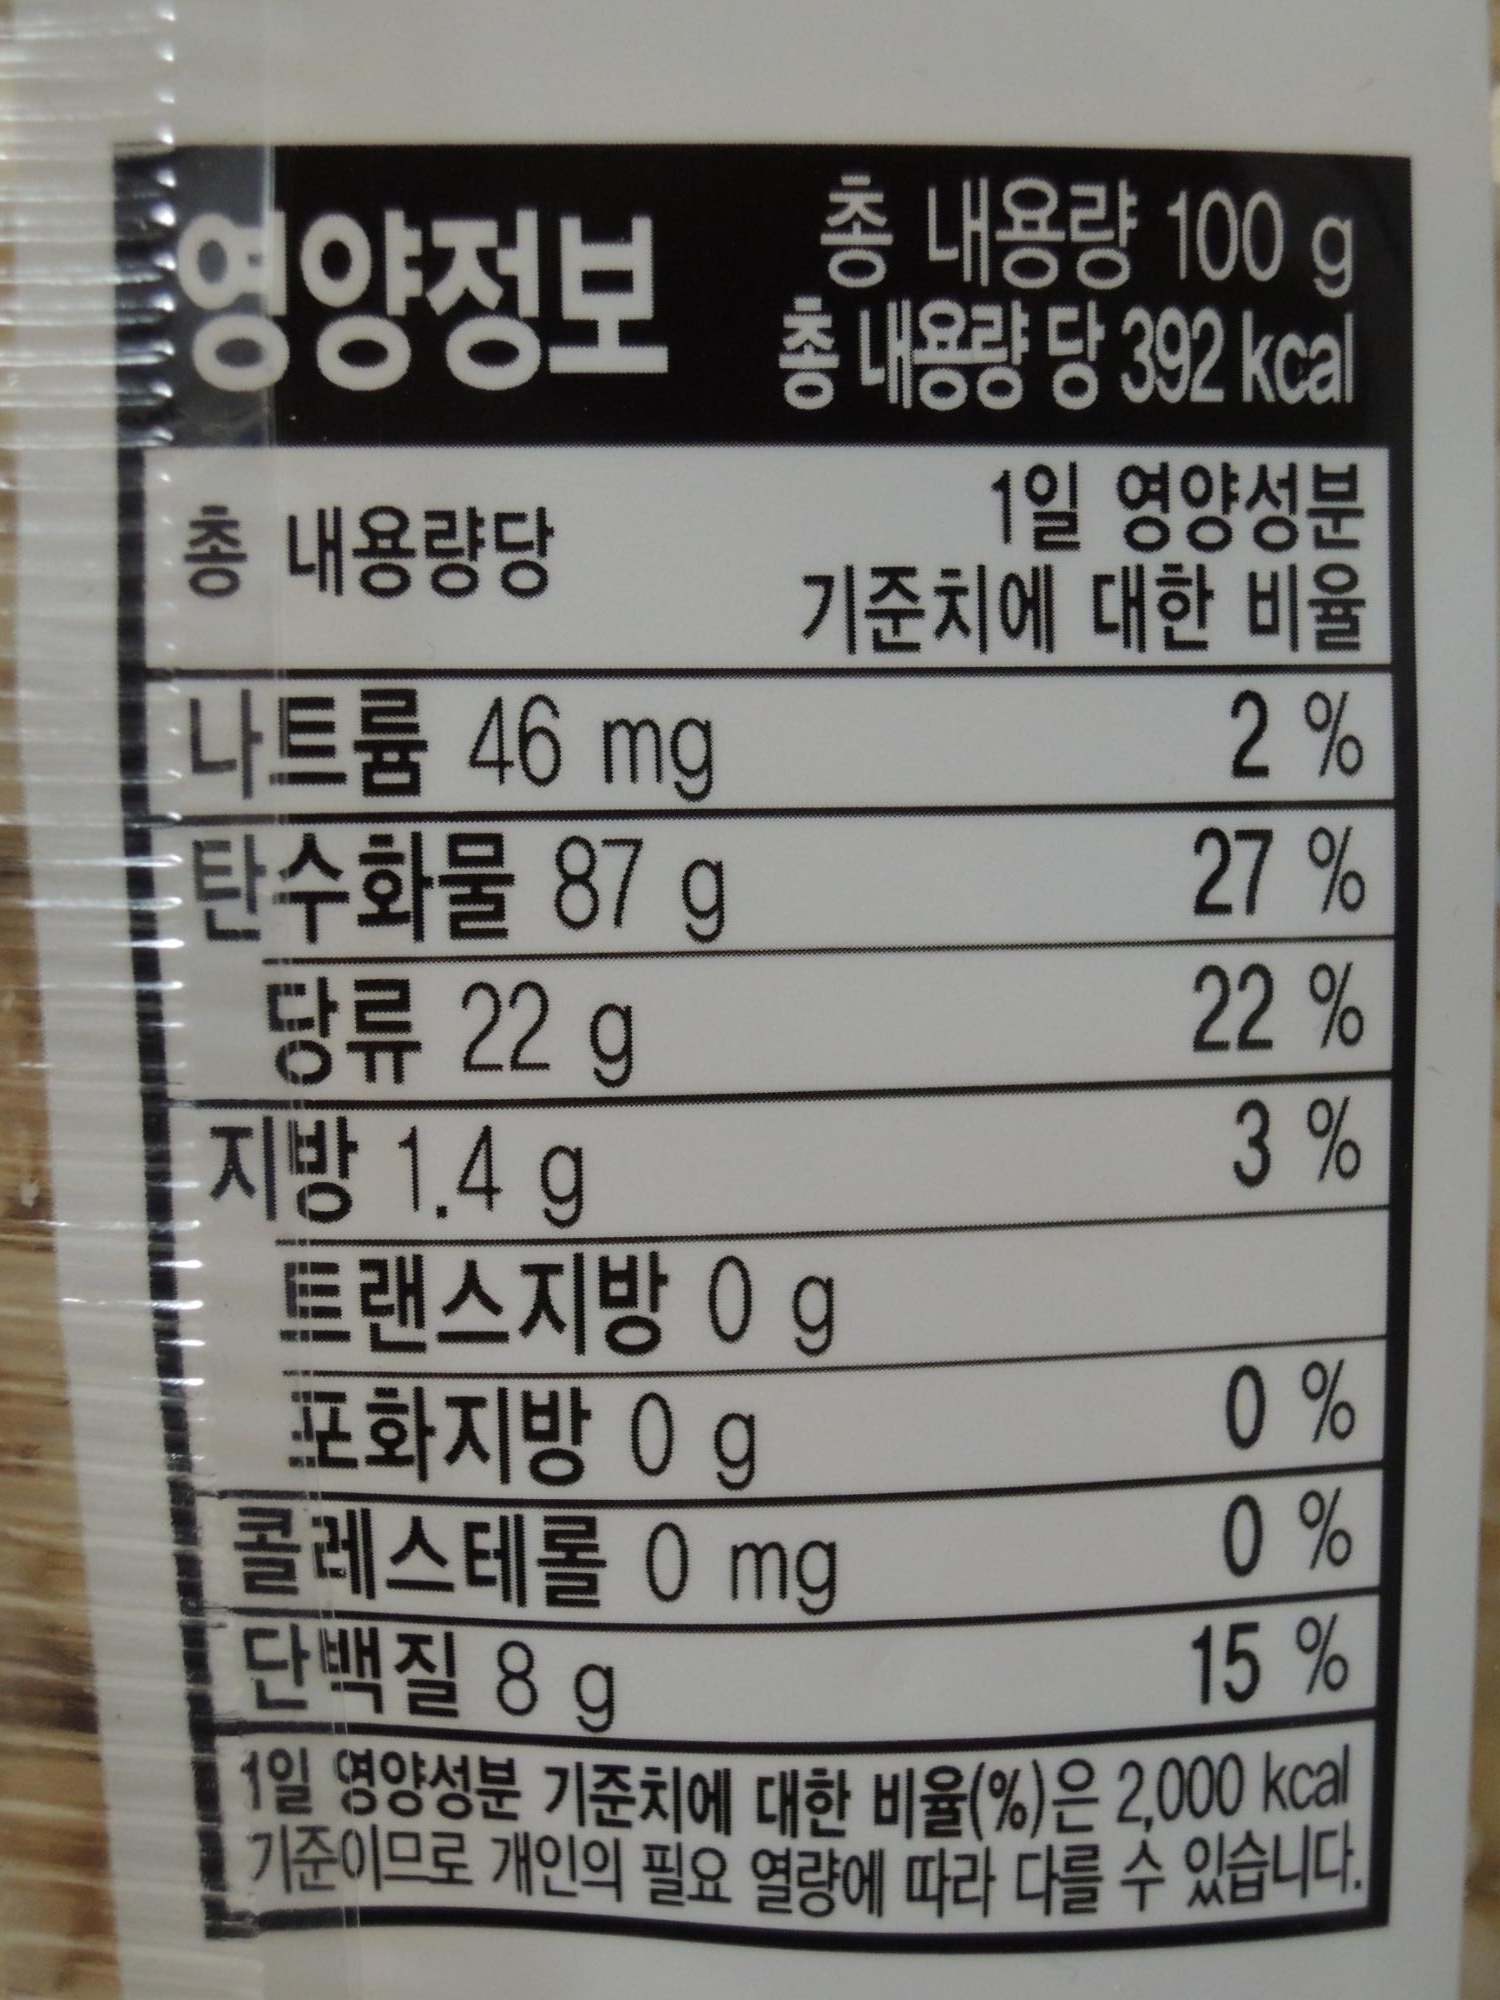 영양정보
총 내용량 100 g
총 내용량 당 392 kcal
총 내용량당
1일 영양성분
기준치에 대한 비율
나트륨 46 mg 2 %
탄수화물 87 g 27 %
당류 22 g 22 %
지방 1.4 g 3 %
트랜스지방 0 g
포화지방 0 g 0 %
콜레스테롤 0 mg 0 %
단백질 8 g 15 %
1일 영양성분 기준치에 대한 비율(%)은 2,000 kcal
기준이므로 개인의 필요 열량에 따라 다를 수 있습니다.